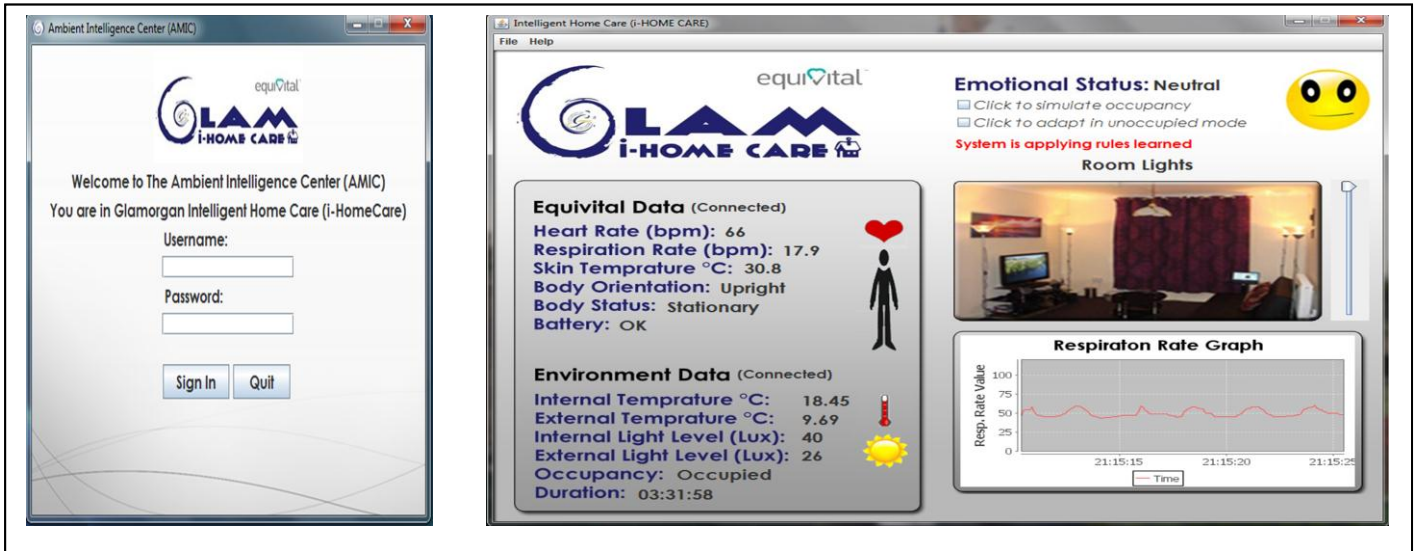 Ambient Intelligence Center (AMIC)
equiVital
GLAM
i-HOME CARE
Welcome to The Ambient Intelligence Center (AMIC)
You are in Glamorgan Intelligent Home Care (i-HomeCare)
Username:
Password:
Sign In Quit
Intelligent Home Care (i-HOME CARE)
File Help
equiVital
GLAM
i-HOME CARE
Emotional Status: Neutral
Click to simulate occupancy
Click to adapt in unoccupied mode
System is applying rules learned
Room Lights
Equivital Data (Connected)
Heart Rate (bpm): 66
Respiration Rate (bpm): 17.9
Skin Temprature °C: 30.8
Body Orientation: Upright
Body Status: Stationary
Battery: OK
Environment Data (Connected)
Internal Temprature °C: 18.45
External Temprature °C: 9.69
Internal Light Level (Lux): 40
External Light Level (Lux): 26
Occupancy: Occupied
Duration: 03:31:58
Respiraton Rate Graph
Resp. Rate Value
100
75
50
25
0
21:15:15 21:15:20 21:15:25
Time